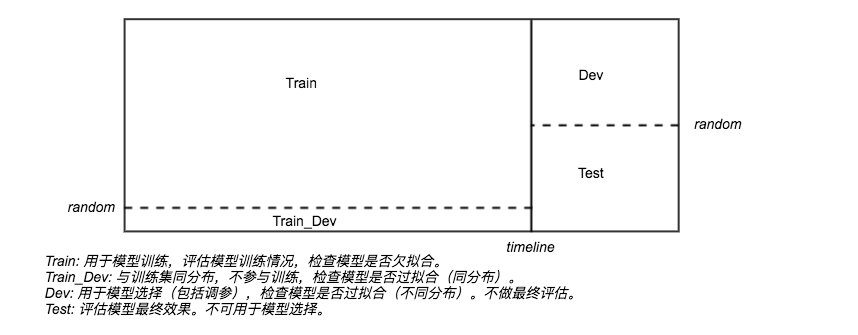 Train
Dev
random
Test
random
Train_Dev
timeline
Train: 用于模型训练，评估模型训练情况，检查模型是否欠拟合。
Train_Dev: 与训练集同分布，不参与训练，检查模型是否过拟合（同分布）。
Dev: 用于模型选择（包括调参），检查模型是否过拟合（不同分布）。不做最终评估。
Test: 评估模型最终效果。不可用于模型选择。